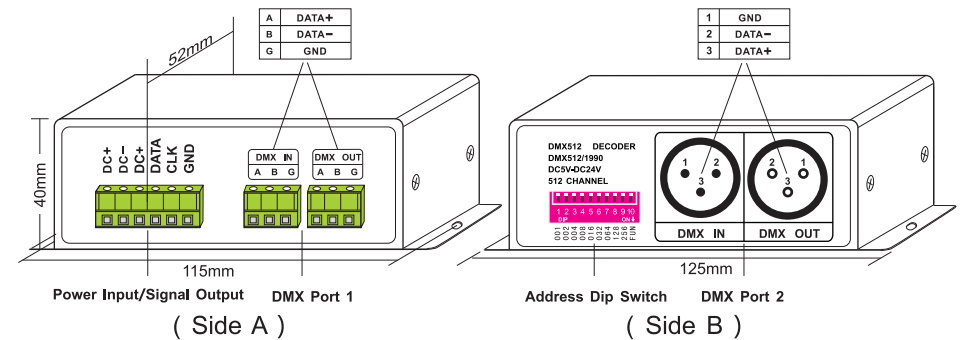 A DATA+
B DATA−
G GND
52mm
40mm
DC+
DC−
DC+
DATA
CLK
GND
DMX IN
A B G
DMX OUT
A B G
115mm
Power Input/Signal Output
DMX Port 1
( Side A )
1 GND
2 DATA−
3 DATA+
DMX512 DECODER
DMX512/1990
DC5V-DC24V
512 CHANNEL
1 2 3 4 5 6 7 8 9 10
DIP ON↓
001
002
004
008
016
032
064
128
256
FUN
1 2
3
DMX IN
2 1
3
DMX OUT
125mm
Address Dip Switch
DMX Port 2
( Side B )